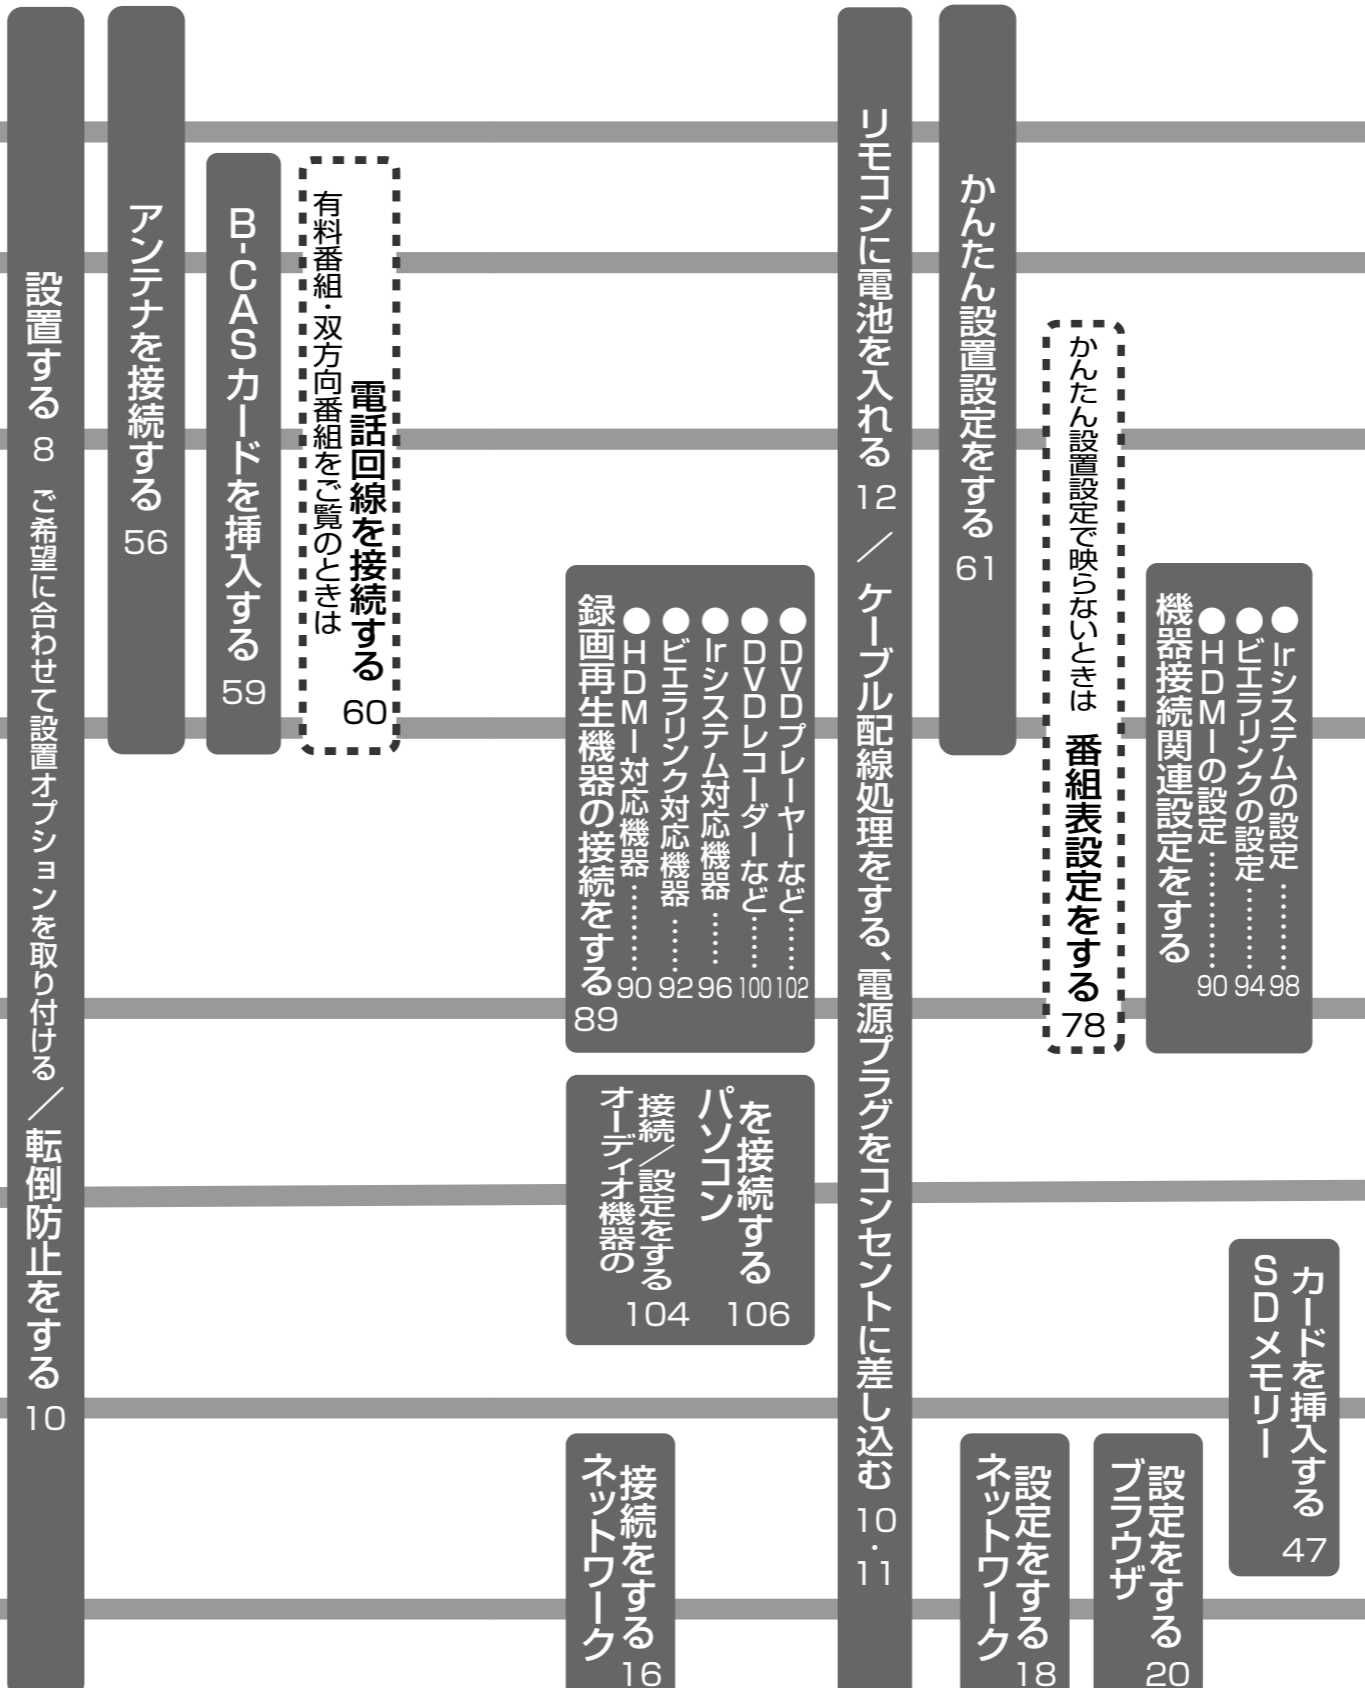 設置する 8 ご希望に合わせて設置オプションを取り付ける／転倒防止をする 10
アンテナを接続する 56
B-CASカードを挿入する 59
有料番組・双方向番組をご覧のときは
電話回線を接続する 60
録画再生機器の接続をする 89
●HDMI対応機器………… 90
●ビエラリンク対応機器…… 92
●Irシステム対応機器…… 96
●DVDレコーダーなど…… 100
●DVDプレーヤーなど…… 102
オーディオ機器の
接続／設定をする 104
パソコン
を接続する 106
ネットワーク
接続をする 16
リモコンに電池を入れる 12 ／ ケーブル配線処理をする、電源プラグをコンセントに差し込む 10・11
かんたん設置設定をする 61
かんたん設置設定で映らないときは 番組表設定をする 78
機器接続関連設定をする
●HDMIの設定………… 90
●ビエラリンクの設定……… 94
●Irシステムの設定……… 98
ネットワーク
設定をする 18
ブラウザ
設定をする 20
SDメモリー
カードを挿入する 47